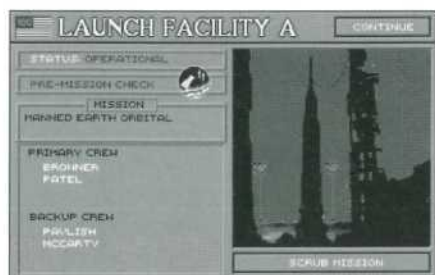 LAUNCH FACILITY A
CONTINUE
STATUS: OPERATIONAL
PRE-MISSION CHECK
MISSION
MANNED EARTH ORBITAL
PRIMARY CREW
BRONNER
PATEL
BACKUP CREW
PAVLISH
MCCARTY
SCRUB MISSION